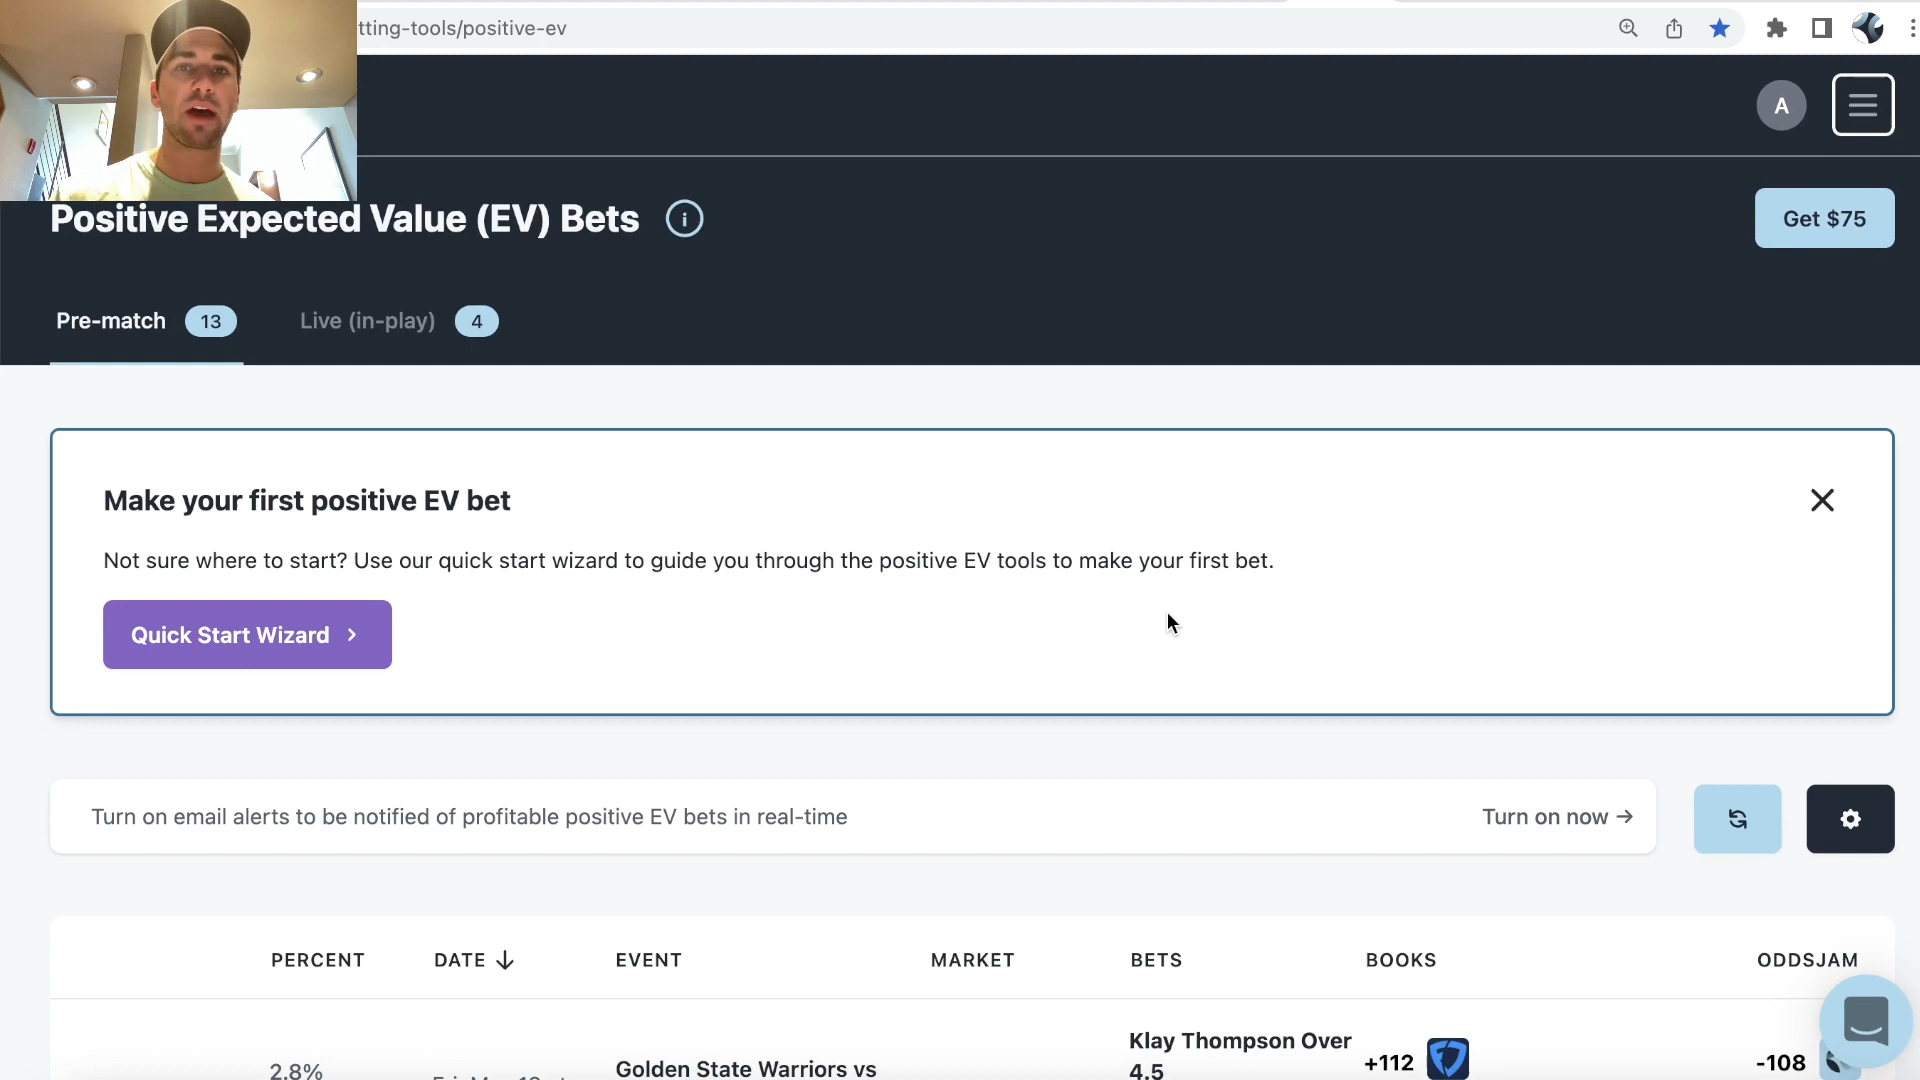 tting-tools/positive-ev
A
Positive Expected Value (EV) Bets
Get $75
Pre-match 13 Live (in-play) 4
Make your first positive EV bet
Not sure where to start? Use our quick start wizard to guide you through the positive EV tools to make your first bet.
Quick Start Wizard
Turn on email alerts to be notified of profitable positive EV bets in real-time Turn on now →
PERCENT DATE ↓ EVENT MARKET BETS BOOKS ODDSJAM
Klay Thompson Over
2.8% Golden State Warriors vs 4.5 +112 -108